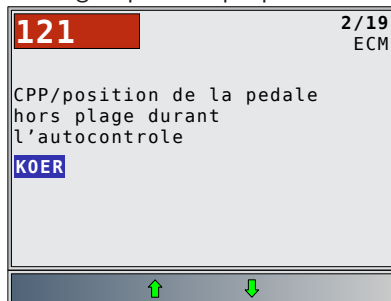 121
2/19
ECM
CPP/position de la pedale
hors plage durant
l'autocontrole
KOER